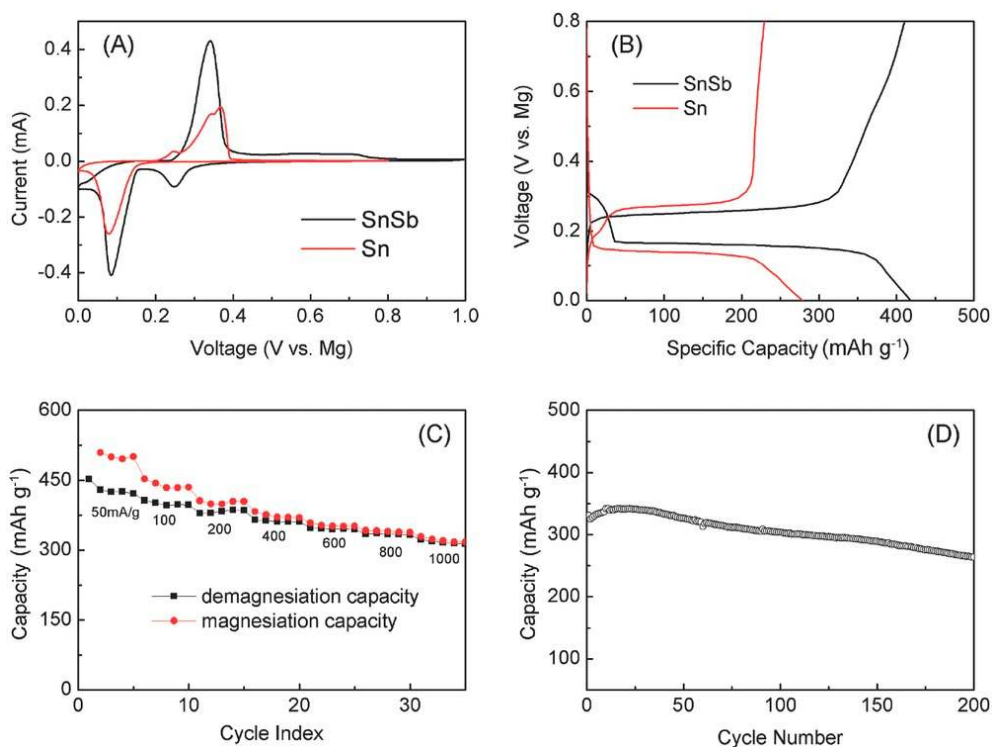 (A)
0.4
0.2
0.0
-0.2
-0.4
Current (mA)
SnSb
Sn
0.0 0.2 0.4 0.6 0.8 1.0
Voltage (V vs. Mg)
(B)
0.8
0.6
0.4
0.2
0.0
Voltage (V vs. Mg)
SnSb
Sn
0 100 200 300 400 500
Specific Capacity (mAh g⁻¹)
(C)
600
450
300
150
0
Capacity (mAh g⁻¹)
50mA/g 100 200 400 600 800 1000
demagnesiation capacity
magnesiation capacity
0 10 20 30
Cycle Index
(D)
500
400
300
200
100
Capacity (mAh g⁻¹)
0 50 100 150 200
Cycle Number